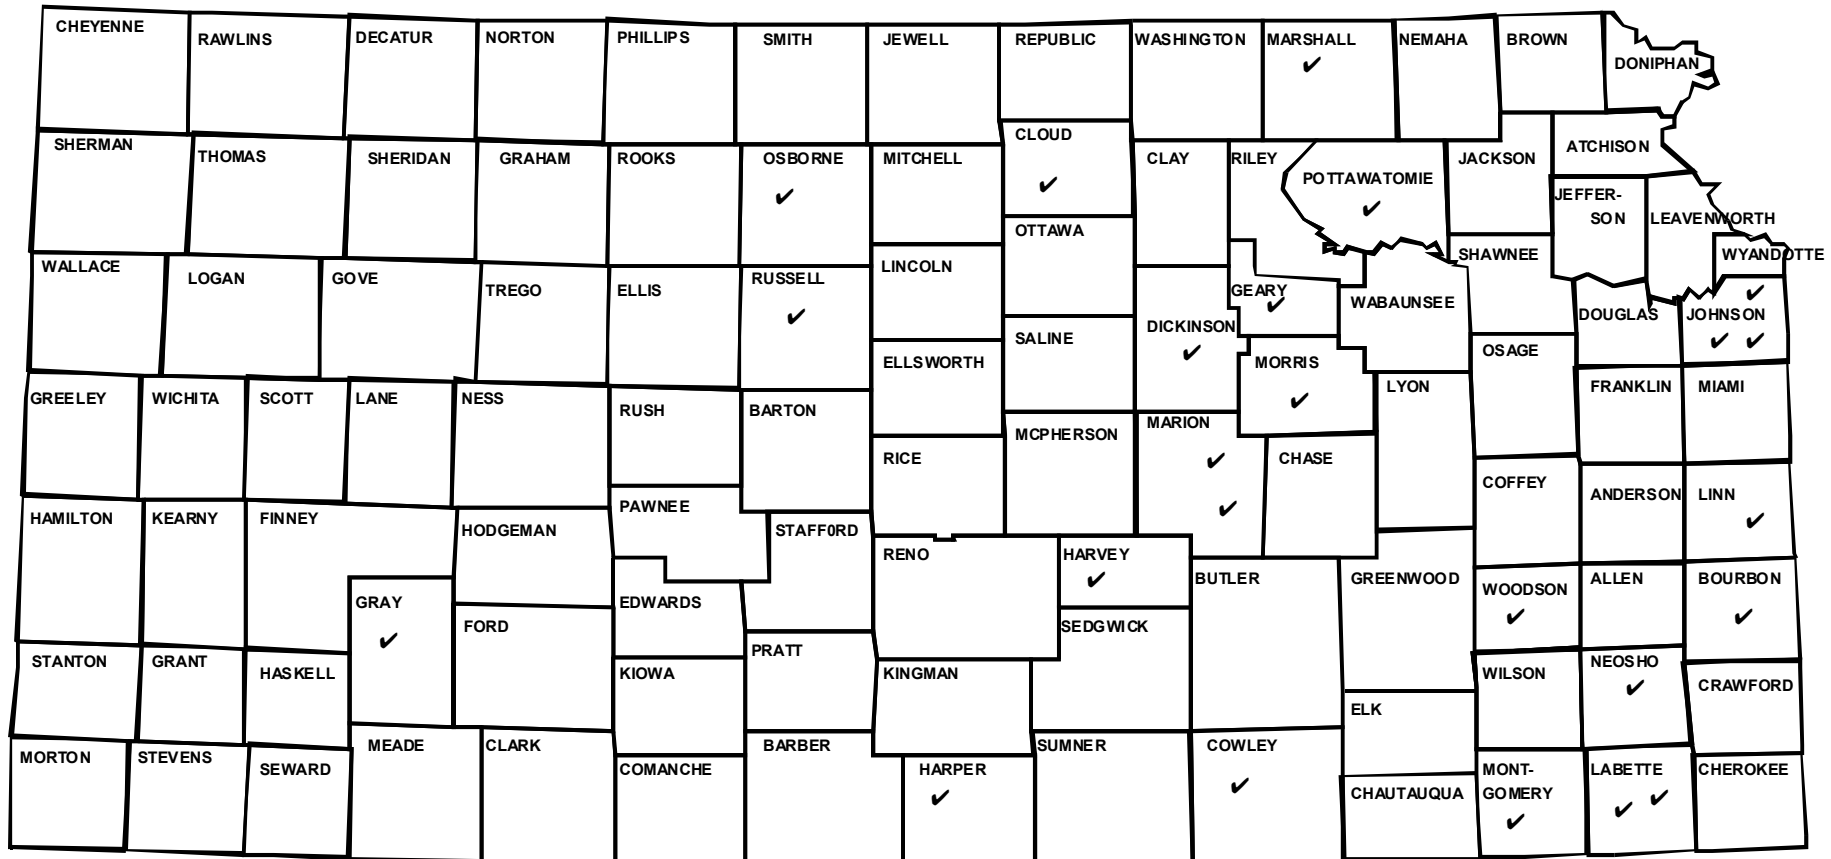 CHEYENNE
RAWLINS
DECATUR
NORTON
PHILLIPS
SMITH
JEWELL
REPUBLIC
WASHINGTON
MARSHALL
✔
NEMAHA
BROWN
DONIPHAN
SHERMAN
THOMAS
SHERIDAN
GRAHAM
ROOKS
OSBORNE
✔
MITCHELL
CLOUD
✔
CLAY
RILEY
POTTAWATOMIE
✔
JACKSON
ATCHISON
JEFFER-
SON
LEAVENWORTH
WYANDOTTE
WALLACE
LOGAN
GOVE
TREGO
ELLIS
RUSSELL
✔
LINCOLN
OTTAWA
DICKINSON
✔
GEARY
✔
WABAUNSEE
SHAWNEE
DOUGLAS
JOHNSON
✔
✔ ✔
SALINE
ELLSWORTH
MORRIS
✔
OSAGE
GREELEY
WICHITA
SCOTT
LANE
NESS
RUSH
BARTON
RICE
MCPHERSON
MARION
✔
✔
CHASE
LYON
FRANKLIN
MIAMI
HAMILTON
KEARNY
FINNEY
HODGEMAN
PAWNEE
STAFF0RD
RENO
HARVEY
✔
BUTLER
GREENWOOD
COFFEY
ANDERSON
LINN
✔
GRAY
✔
FORD
EDWARDS
SEDGWICK
WOODSON
✔
ALLEN
BOURBON
✔
STANTON
GRANT
HASKELL
KIOWA
PRATT
KINGMAN
ELK
WILSON
NEOSHO
✔
CRAWFORD
MORTON
STEVENS
SEWARD
MEADE
CLARK
COMANCHE
BARBER
HARPER
✔
SUMNER
COWLEY
✔
CHAUTAUQUA
MONT-
GOMERY
✔
LABETTE
✔ ✔
CHEROKEE